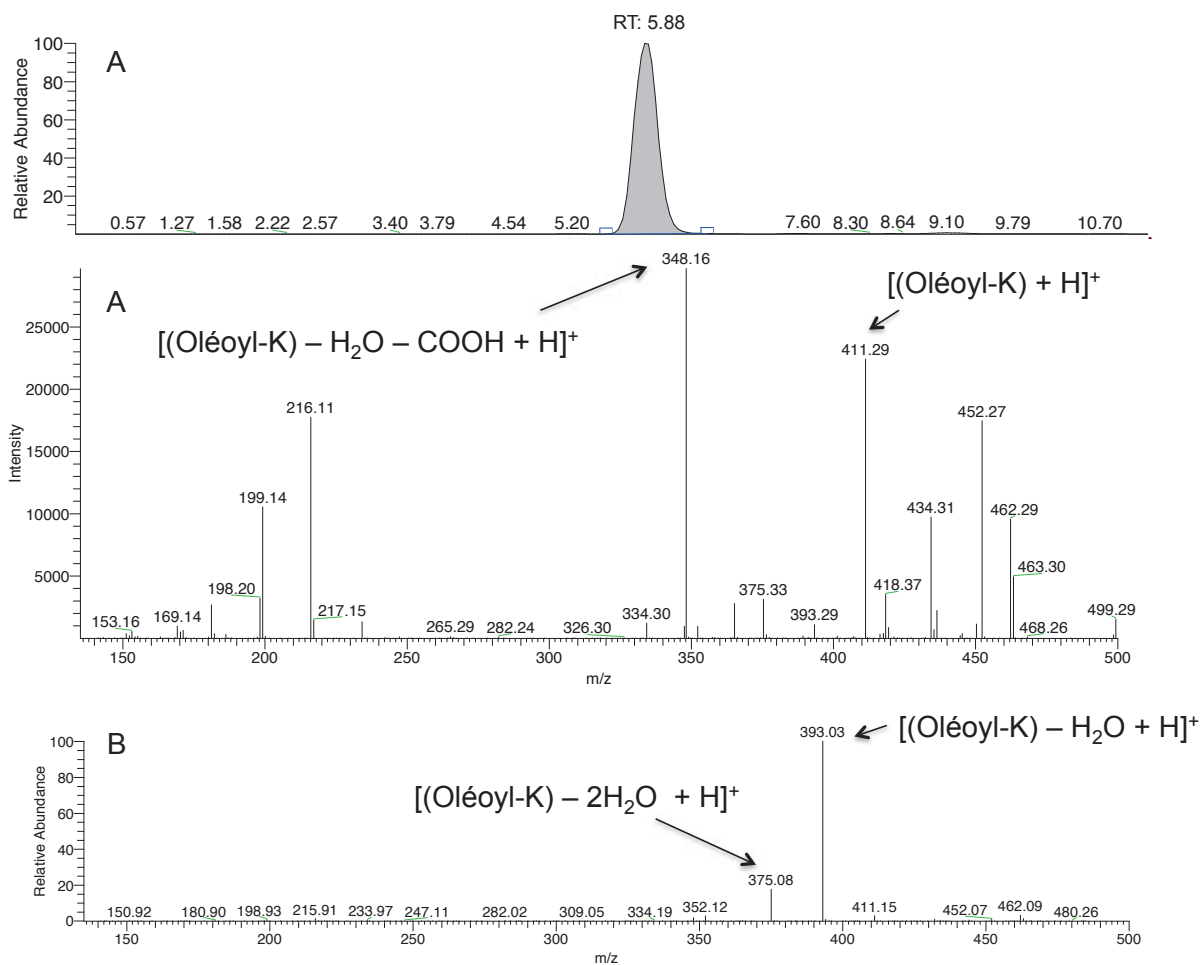 RT: 5.88
A
Relative Abundance
100
80
60
40
20
0.57 1.27 1.58 2.22 2.57 3.40 3.79 4.54 5.20 7.60 8.30 8.64 9.10 9.79 10.70
A
[(Oléoyl-K) – H₂O – COOH + H]⁺
348.16
[(Oléoyl-K) + H]⁺
411.29
Intensity
25000
20000
15000
10000
5000
216.11
452.27
199.14
434.31
462.29
198.20
217.15
375.33
418.37
463.30
153.16
169.14
265.29
282.24
326.30
334.30
393.29
468.26
499.29
150 200 250 300 350 400 450 500
m/z
B
393.03
[(Oléoyl-K) – H₂O + H]⁺
[(Oléoyl-K) – 2H₂O + H]⁺
375.08
Relative Abundance
100
80
60
40
20
0
150.92 180.90 198.93 215.91 233.97 247.11 282.02 309.05 334.19 352.12 411.15 452.07 462.09 480.26
150 200 250 300 350 400 450 500
m/z